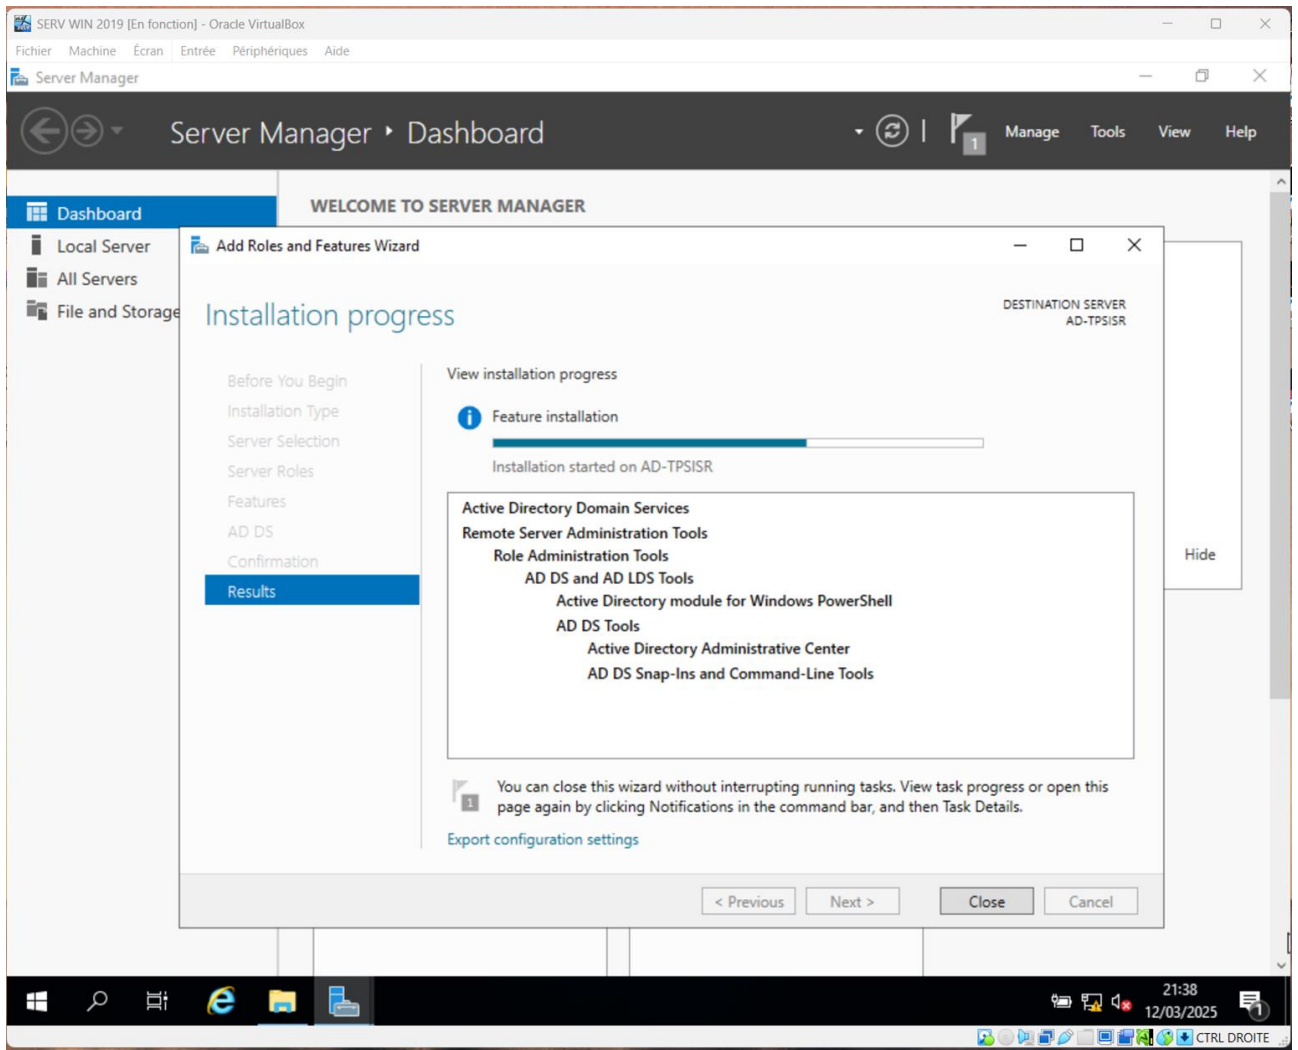 SERV WIN 2019 [En fonction] - Oracle VirtualBox
Fichier Machine Écran Entrée Périphériques Aide
Server Manager
Server Manager ‣ Dashboard
1 Manage Tools View Help
Dashboard
Local Server
All Servers
File and Storage
WELCOME TO SERVER MANAGER
Add Roles and Features Wizard
Installation progress
DESTINATION SERVER
AD-TPSISR
Before You Begin
Installation Type
Server Selection
Server Roles
Features
AD DS
Confirmation
Results
View installation progress
Feature installation
Installation started on AD-TPSISR
Active Directory Domain Services
Remote Server Administration Tools
Role Administration Tools
AD DS and AD LDS Tools
Active Directory module for Windows PowerShell
AD DS Tools
Active Directory Administrative Center
AD DS Snap-Ins and Command-Line Tools
1
You can close this wizard without interrupting running tasks. View task progress or open this
page again by clicking Notifications in the command bar, and then Task Details.
Export configuration settings
< Previous Next > Close Cancel
Hide
21:38
12/03/2025
1
CTRL DROITE